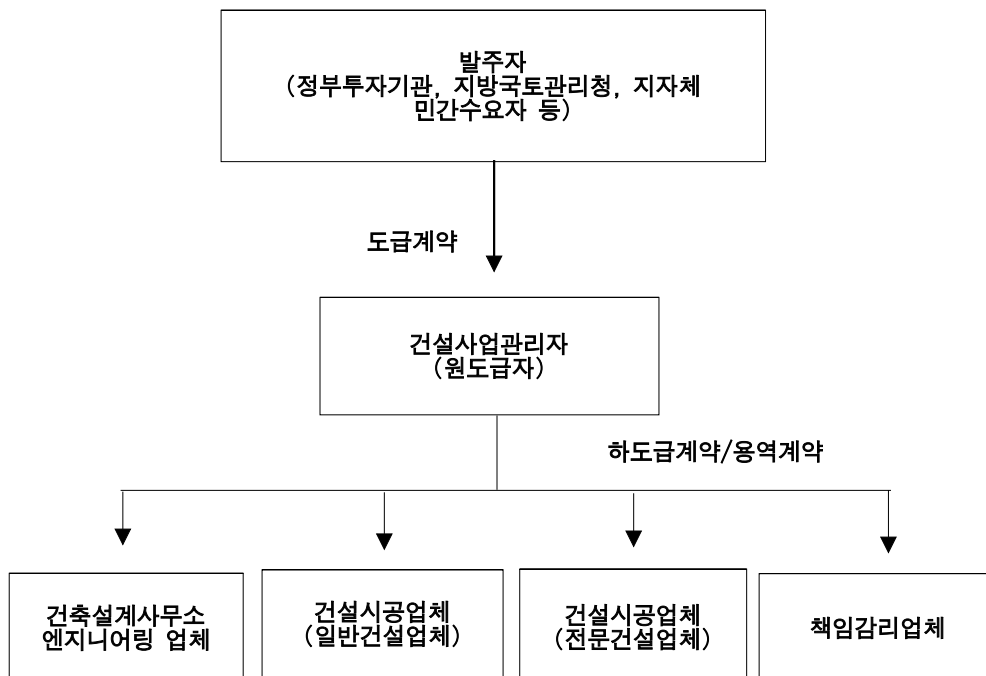 발주자
(정부투자기관, 지방국토관리청, 지자체
민간수요자 등)
도급계약
건설사업관리자
(원도급자)
하도급계약/용역계약
건축설계사무소
엔지니어링 업체
건설시공업체
(일반건설업체)
건설시공업체
(전문건설업체)
책임감리업체